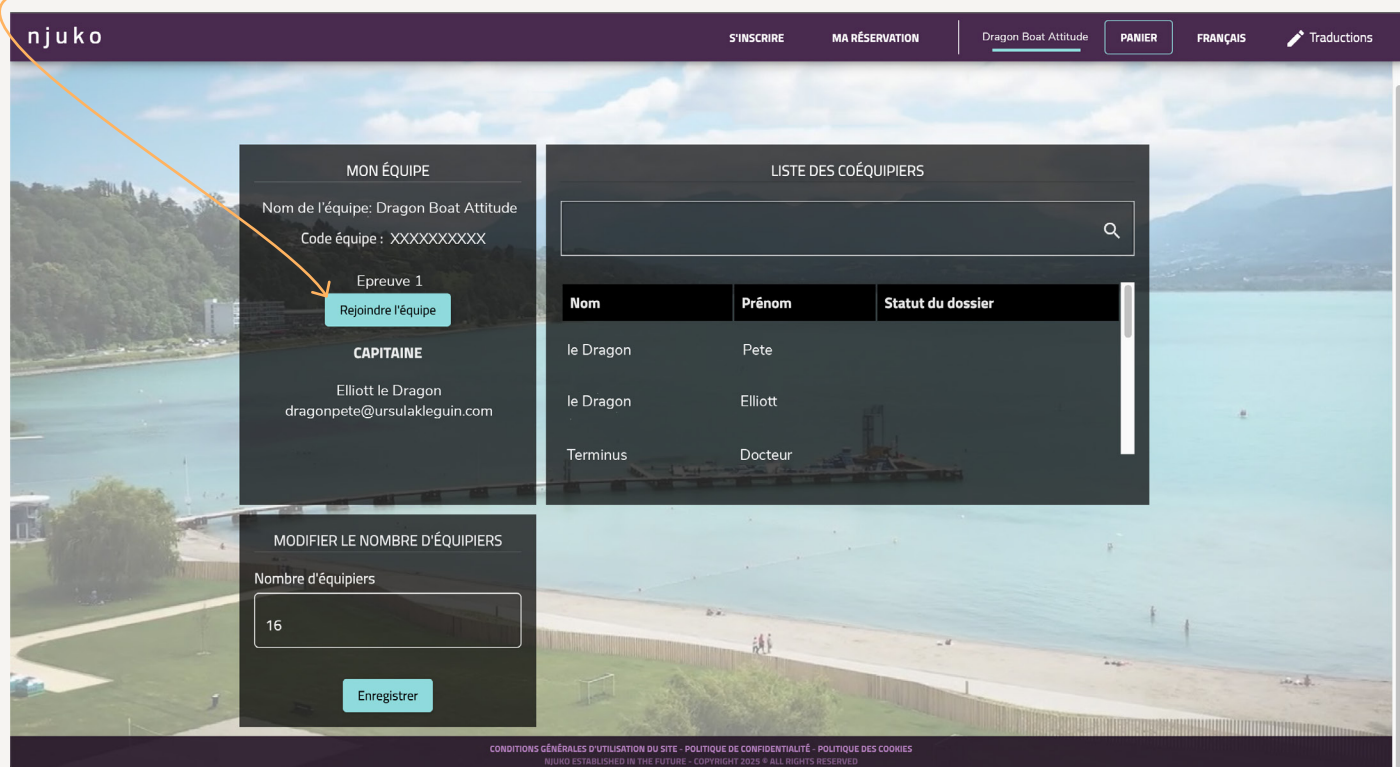 njuko
S'INSCRIRE
MA RÉSERVATION
Dragon Boat Attitude
PANIER
FRANÇAIS
Traductions
MON ÉQUIPE
Nom de l'équipe: Dragon Boat Attitude
Code équipe : XXXXXXXXXX
Epreuve 1
Rejoindre l'équipe
CAPITAINE
Elliott le Dragon
dragonpete@ursulakleguin.com
LISTE DES COÉQUIPIERS
Nom Prénom Statut du dossier
le Dragon Pete
le Dragon Elliott
Terminus Docteur
MODIFIER LE NOMBRE D'ÉQUIPIERS
Nombre d'équipiers
16
Enregistrer
CONDITIONS GÉNÉRALES D'UTILISATION DU SITE - POLITIQUE DE CONFIDENTIALITÉ - POLITIQUE DES COOKIES
NJUKO ESTABLISHED IN THE FUTURE - COPYRIGHT 2025 © ALL RIGHTS RESERVED